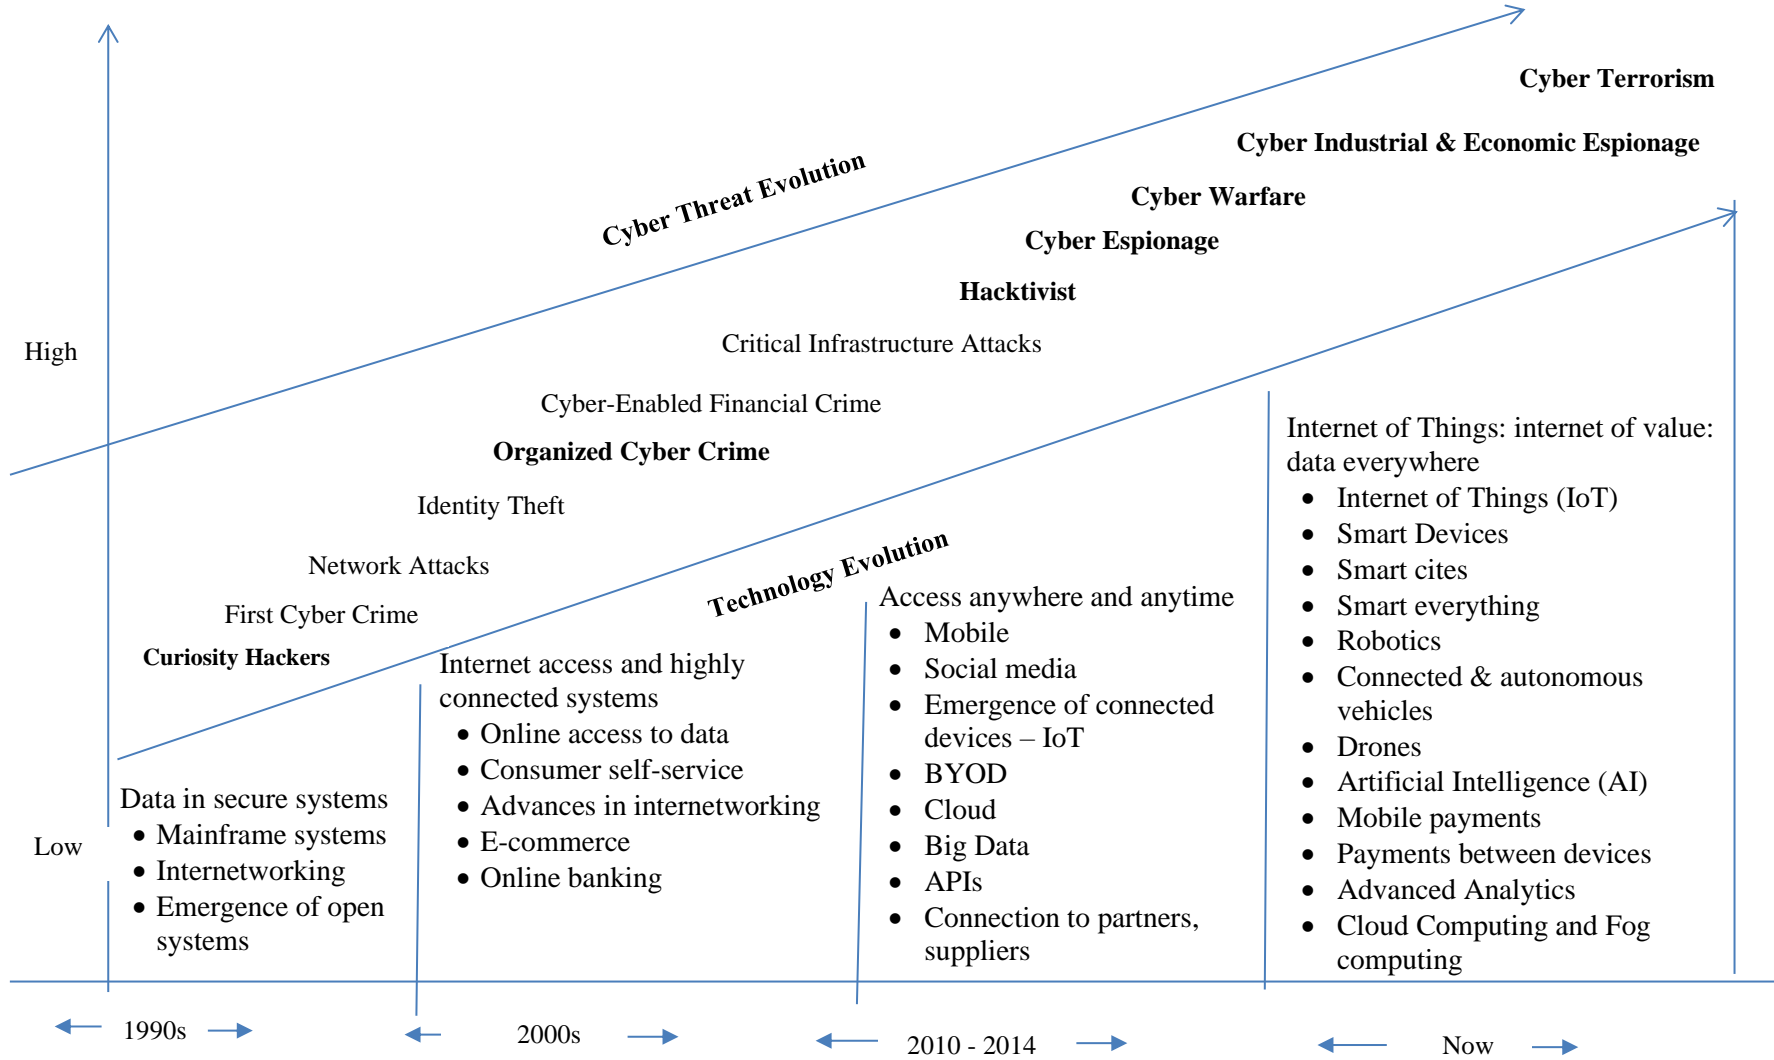 Cyber Terrorism
Cyber Industrial & Economic Espionage
Cyber Threat Evolution
Cyber Warfare
Cyber Espionage
Hacktivist
Critical Infrastructure Attacks
High
Cyber-Enabled Financial Crime
Organized Cyber Crime
Identity Theft
Network Attacks
First Cyber Crime
Curiosity Hackers
Technology Evolution
Low
Data in secure systems
• Mainframe systems
• Internetworking
• Emergence of open
systems
Internet access and highly
connected systems
• Online access to data
• Consumer self-service
• Advances in internetworking
• E-commerce
• Online banking
Access anywhere and anytime
• Mobile
• Social media
• Emergence of connected
devices – IoT
• BYOD
• Cloud
• Big Data
• APIs
• Connection to partners,
suppliers
Internet of Things: internet of value:
data everywhere
• Internet of Things (IoT)
• Smart Devices
• Smart cites
• Smart everything
• Robotics
• Connected & autonomous
vehicles
• Drones
• Artificial Intelligence (AI)
• Mobile payments
• Payments between devices
• Advanced Analytics
• Cloud Computing and Fog
computing
1990s
2000s
2010 - 2014
Now